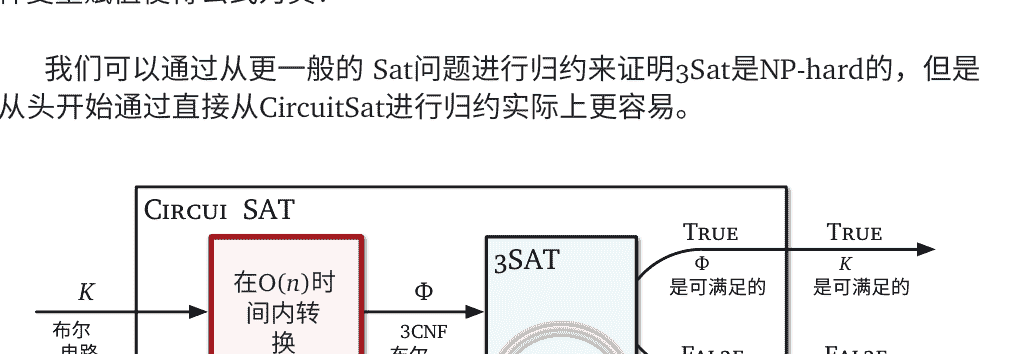 我们可以通过从更一般的 Sat问题进行归约来证明3Sat是NP-hard的，但是
从头开始通过直接从CircuitSat进行归约实际上更容易。
CIRCUI SAT
TRUE
TRUE
3SAT
Φ
K
在O(n)时
是可满足的
是可满足的
K
间内转
Φ
布尔
换
3CNF